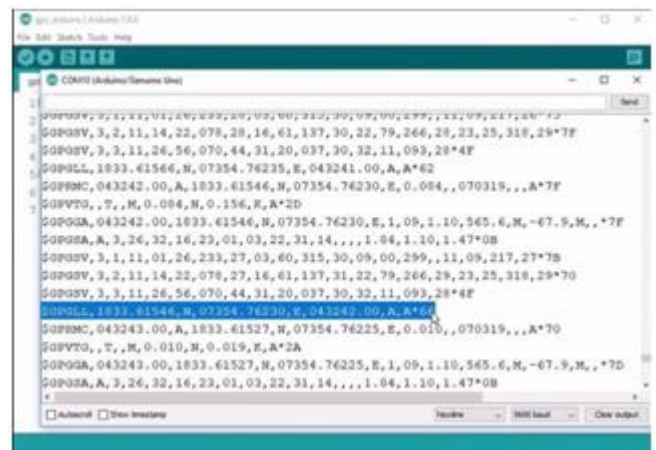 File Edit Sketch Tools Help
COM10 (Arduino/Genuino Uno)
Send
$GPGSV,3,2,11,14,22,078,28,16,61,137,30,22,79,266,28,23,25,318,29*7F
$GPGSV,3,3,11,26,56,070,44,31,20,037,30,32,11,093,28*4F
$GPGLL,1833.61566,N,07354.76235,E,043241.00,A,A*62
$GPRMC,043242.00,A,1833.61546,N,07354.76230,E,0.084,,070319,,,A*7F
$GPVTG,,T,,M,0.084,N,0.156,K,A*2D
$GPGGA,043242.00,1833.61546,N,07354.76230,E,1,09,1.10,565.6,M,-67.9,M,,*7F
$GPGSA,A,3,26,32,16,23,01,03,22,31,14,,,,1.84,1.10,1.47*0B
$GPGSV,3,1,11,01,26,233,27,03,60,315,30,09,00,299,,11,09,217,27*7B
$GPGSV,3,2,11,14,22,078,27,16,61,137,31,22,79,266,29,23,25,318,29*70
$GPGSV,3,3,11,26,56,070,44,31,20,037,30,32,11,093,28*4F
$GPGLL,1833.61546,N,07354.76230,E,043242.00,A,A*66
$GPRMC,043243.00,A,1833.61527,N,07354.76225,E,0.010,,070319,,,A*70
$GPVTG,,T,,M,0.010,N,0.019,K,A*2A
$GPGGA,043243.00,1833.61527,N,07354.76225,E,1,09,1.10,565.6,M,-67.9,M,,*7D
$GPGSA,A,3,26,32,16,23,01,03,22,31,14,,,,1.84,1.10,1.47*0B
Autoscroll Show timestamp Newline 9600 baud Clear output